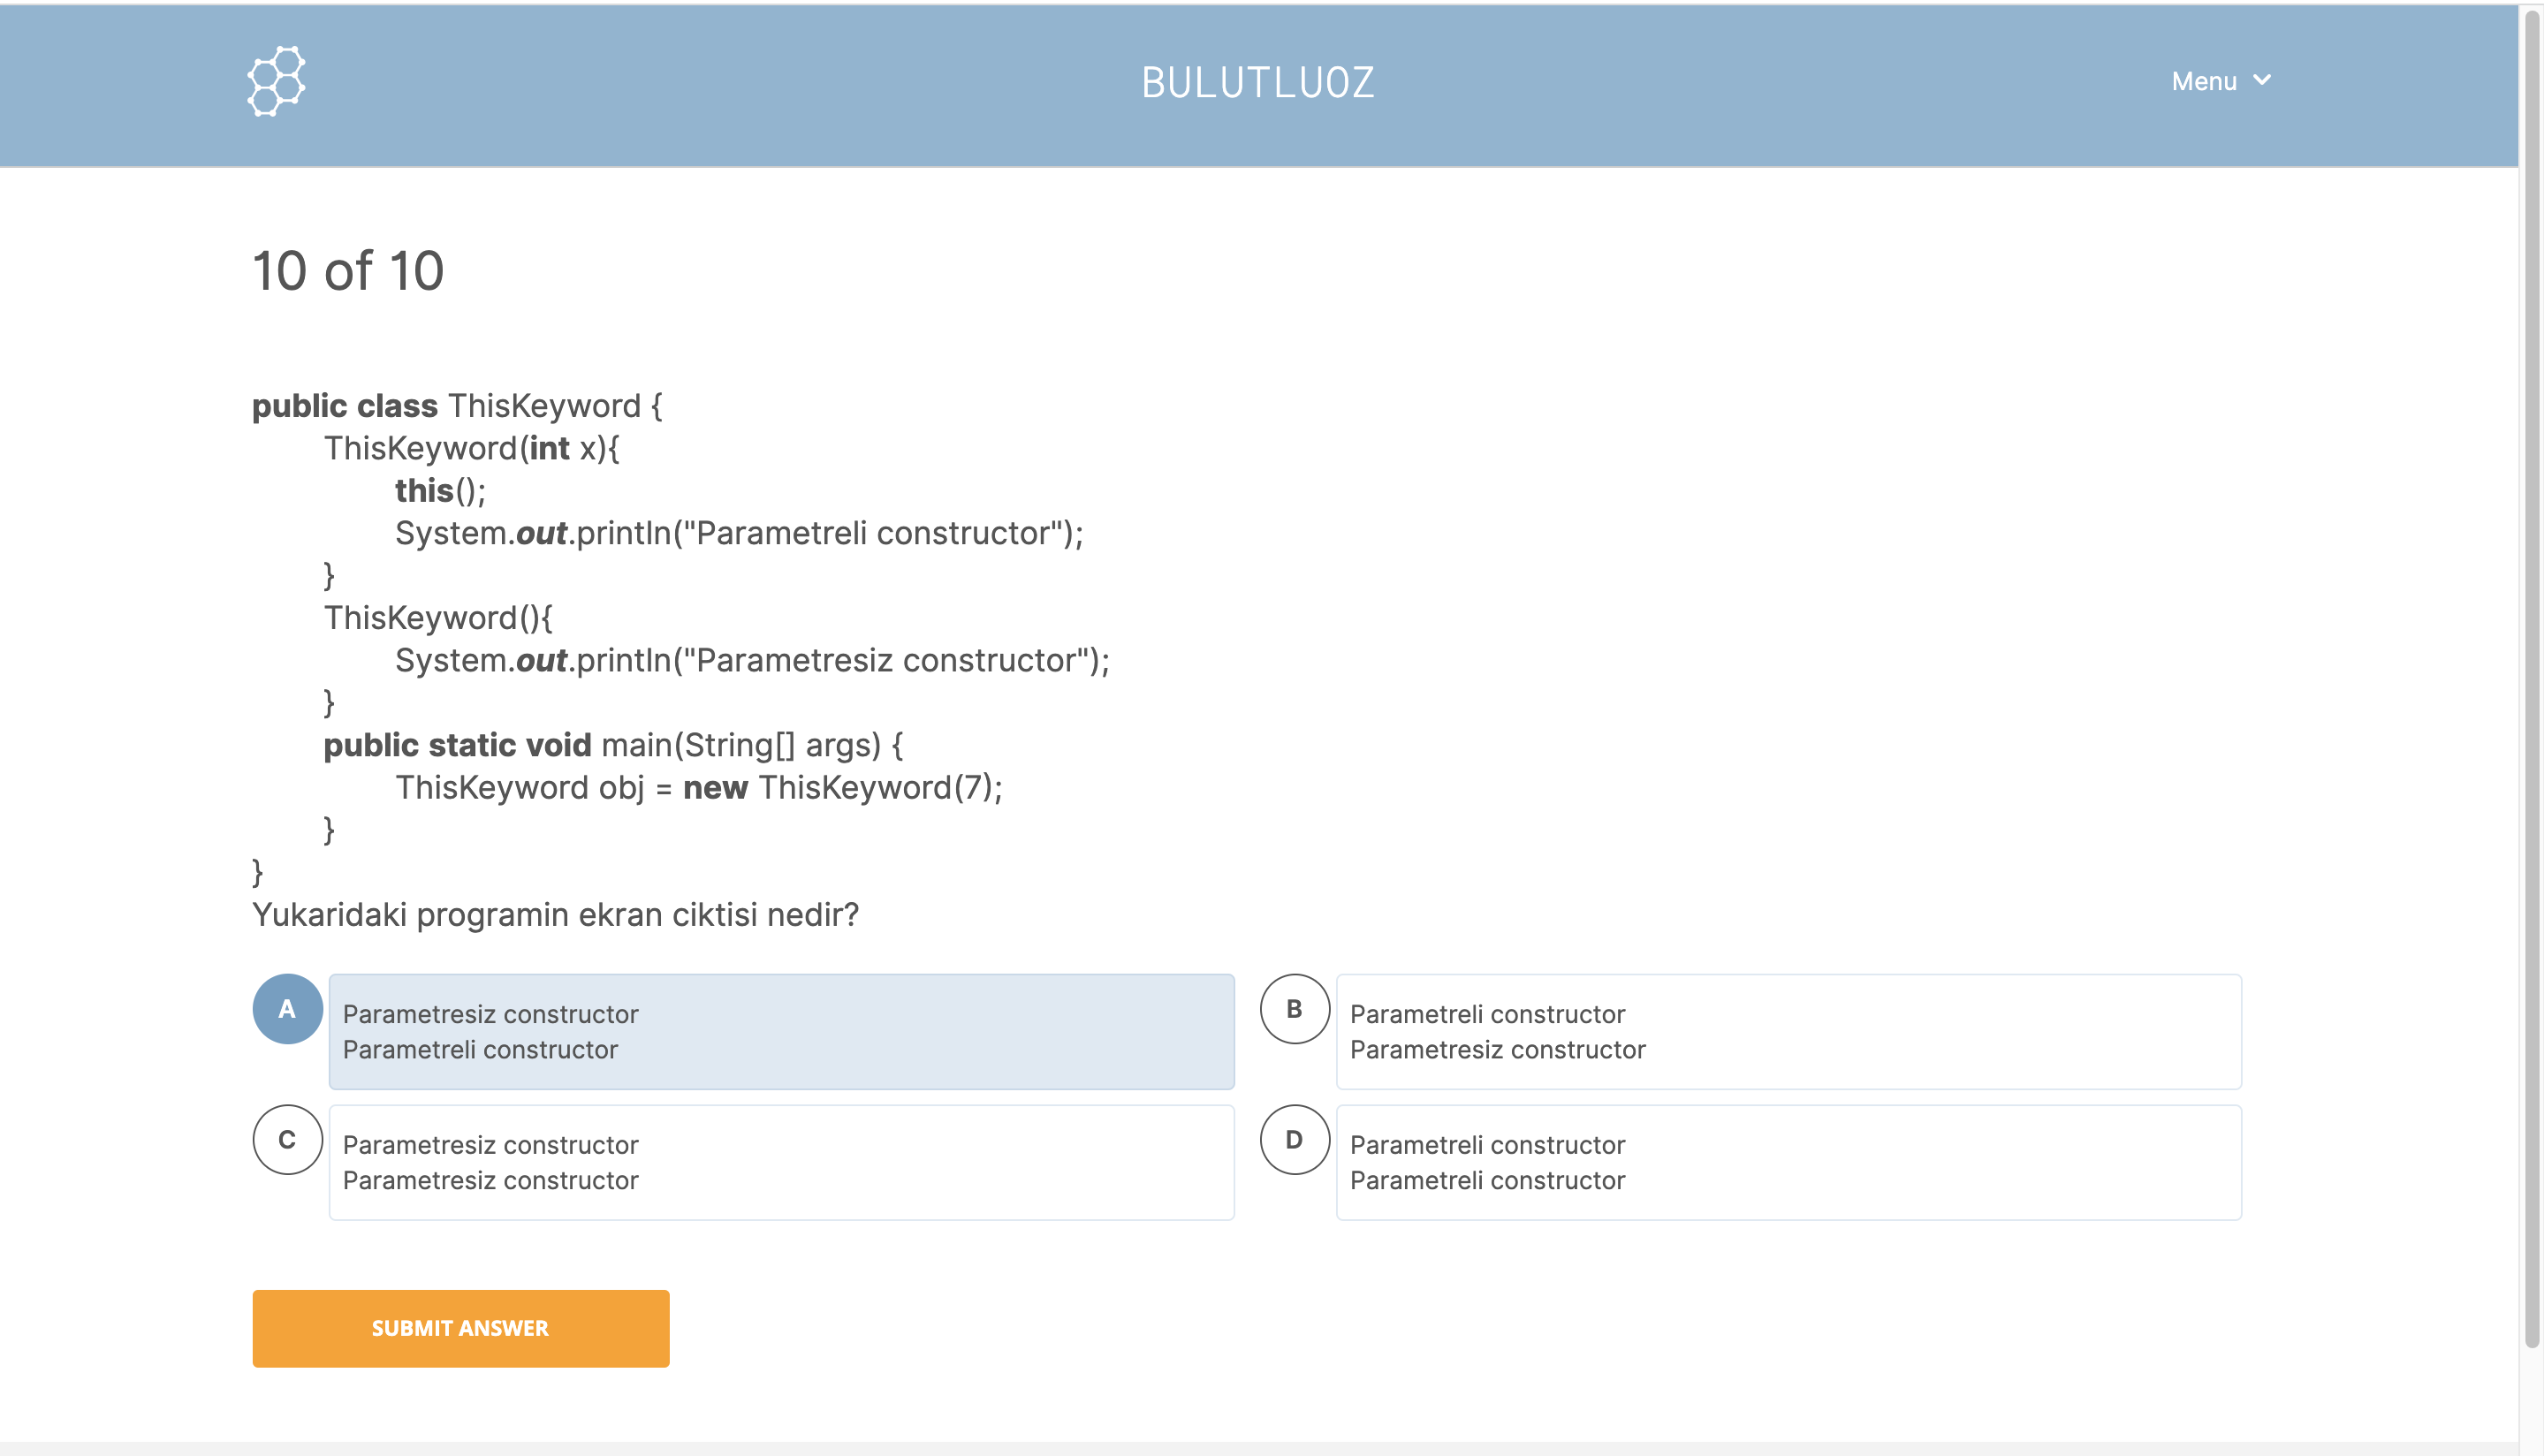 BULUTLUOZ
Menu
10 of 10
public class ThisKeyword {
ThisKeyword(int x){
this();
System.out.println("Parametreli constructor");
}
ThisKeyword(){
System.out.println("Parametresiz constructor");
}
public static void main(String[] args) {
ThisKeyword obj = new ThisKeyword(7);
}
}
Yukaridaki programin ekran ciktisi nedir?
A
Parametresiz constructor
Parametreli constructor
B
Parametreli constructor
Parametresiz constructor
C
Parametresiz constructor
Parametresiz constructor
D
Parametreli constructor
Parametreli constructor
SUBMIT ANSWER